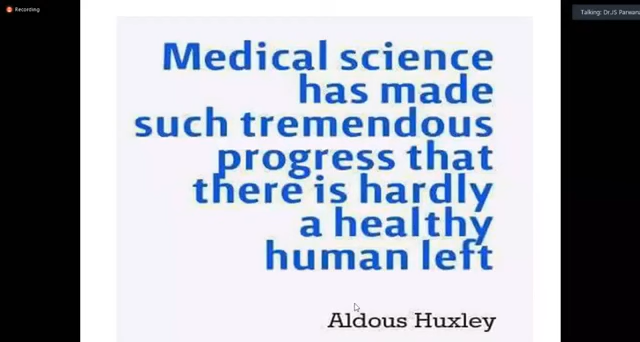 Recording
Talking: Dr.JS
Medical science
has made
such tremendous
progress that
there is hardly
a healthy
human left
Aldous Huxley